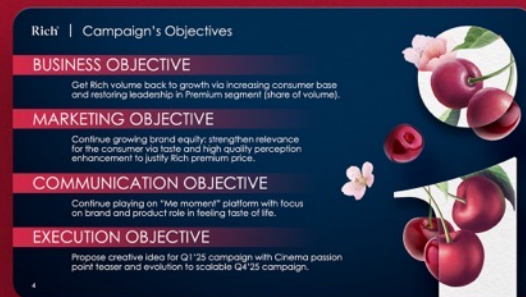 Rich® | Campaign's Objectives
BUSINESS OBJECTIVE
Get Rich volume back to growth via increasing consumer base
and restoring leadership in Premium segment (share of volume).
MARKETING OBJECTIVE
Continue growing brand equity: strengthen relevance
for the consumer via taste and high quality perception
enhancement to justify Rich premium price.
COMMUNICATION OBJECTIVE
Continue playing on "Me moment" platform with focus
on brand and product role in feeling taste of life.
EXECUTION OBJECTIVE
Propose creative idea for Q1'25 campaign with Cinema passion
point teaser and evolution to scalable Q4'25 campaign.
4